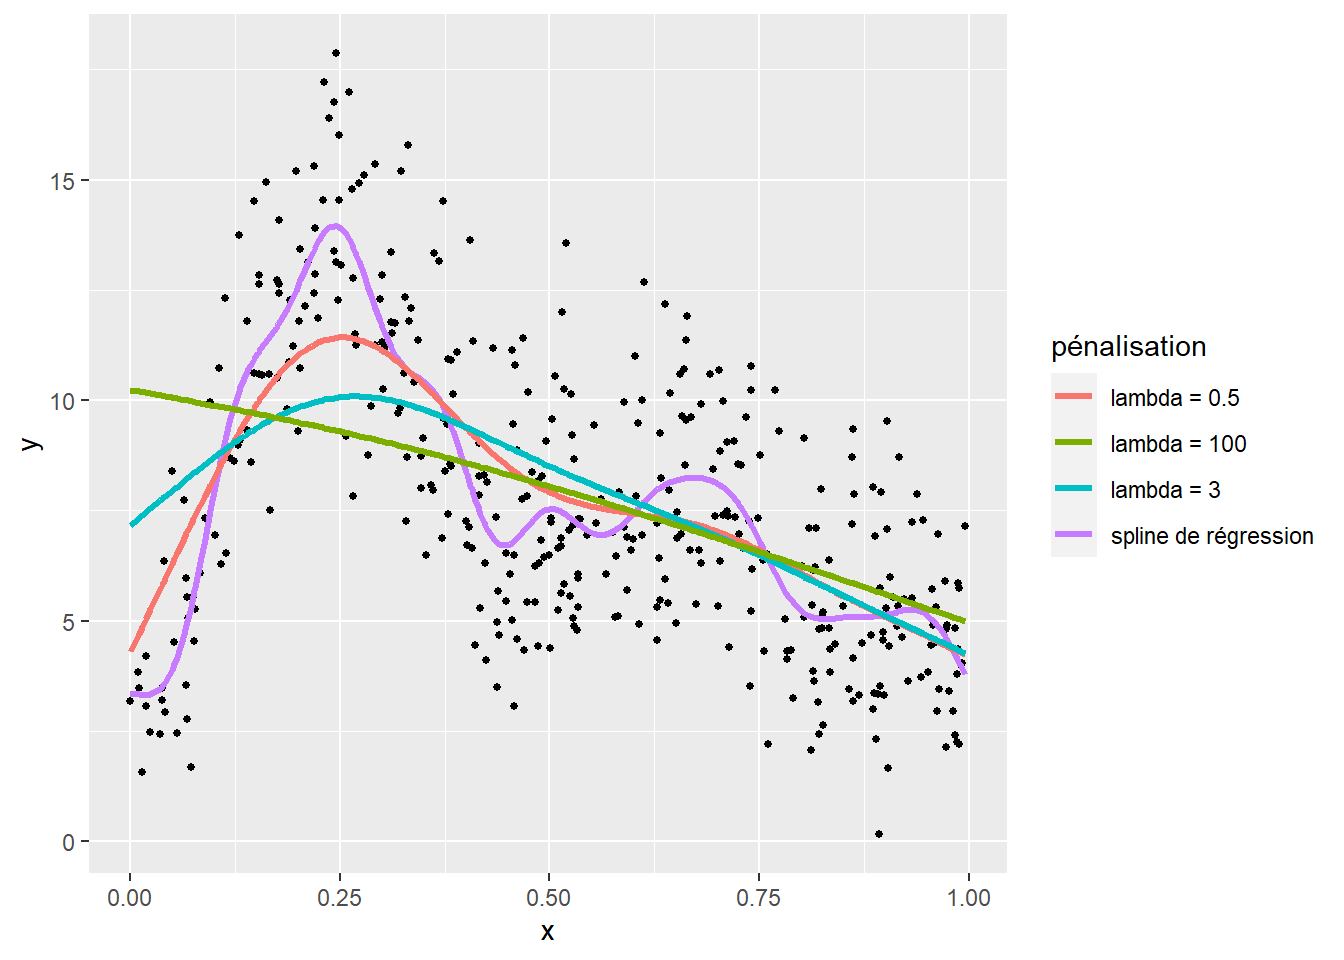 15
10
5
0
y
0.00 0.25 0.50 0.75 1.00
x
pénalisation
lambda = 0.5
lambda = 100
lambda = 3
spline de régression